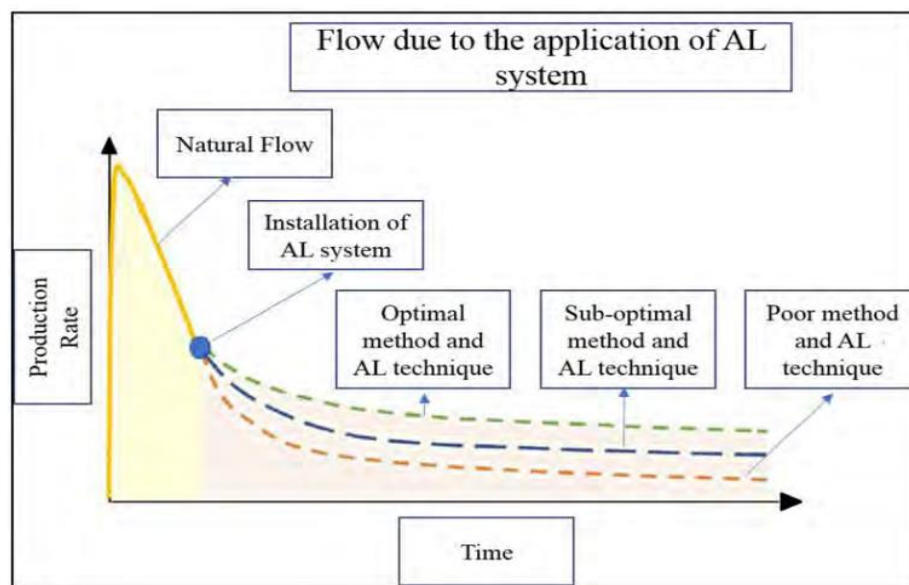 Flow due to the application of AL
system
Natural Flow
Installation of
AL system
Optimal
method and
AL technique
Sub-optimal
method and
AL technique
Poor method
and AL
technique
Production
Rate
Time